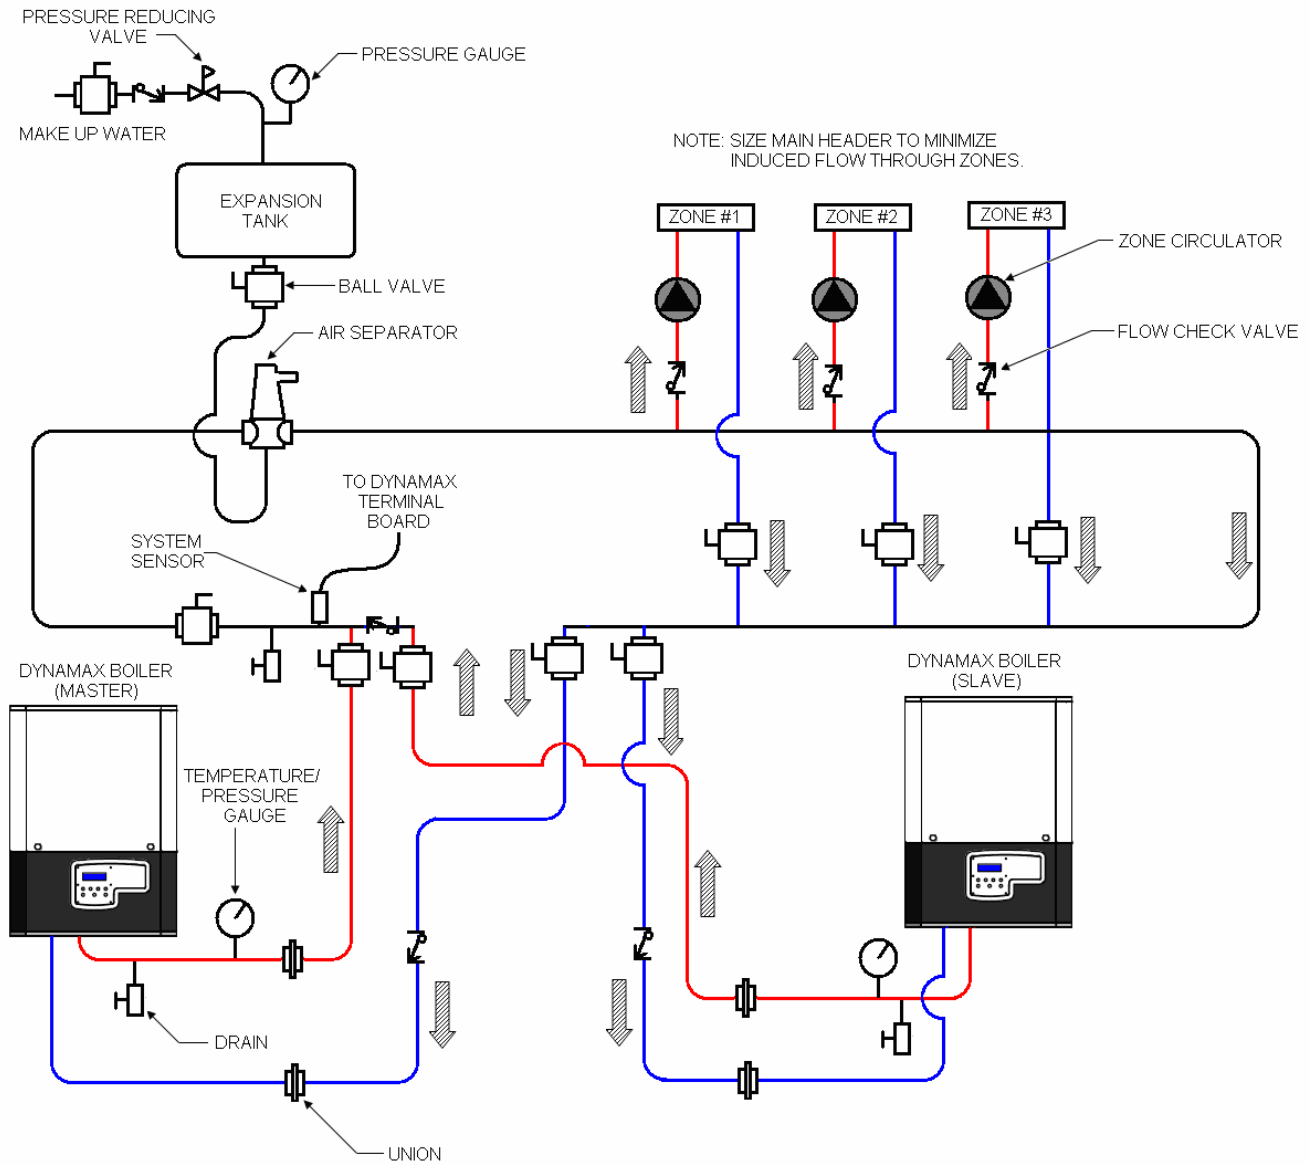 PRESSURE REDUCING
VALVE
PRESSURE GAUGE
MAKE UP WATER
NOTE: SIZE MAIN HEADER TO MINIMIZE
INDUCED FLOW THROUGH ZONES.
EXPANSION
TANK
ZONE #1
ZONE #2
ZONE #3
ZONE CIRCULATOR
BALL VALVE
AIR SEPARATOR
FLOW CHECK VALVE
TO DYNAMAX
TERMINAL
BOARD
SYSTEM
SENSOR
DYNAMAX BOILER
(MASTER)
DYNAMAX BOILER
(SLAVE)
TEMPERATURE/
PRESSURE
GAUGE
DRAIN
UNION